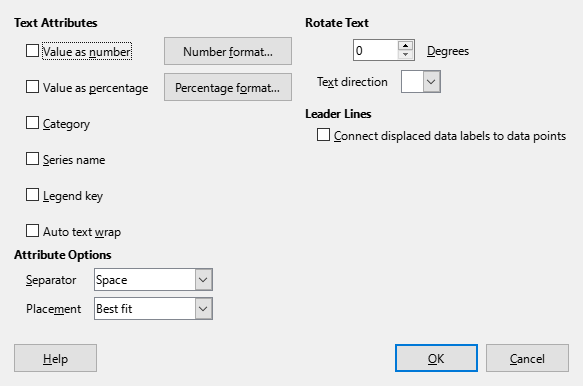 Text Attributes
Value as number
Number format...
Value as percentage
Percentage format...
Category
Series name
Legend key
Auto text wrap
Attribute Options
Separator Space
Placement Best fit
Rotate Text
0 Degrees
Text direction
Leader Lines
Connect displaced data labels to data points
Help
OK
Cancel